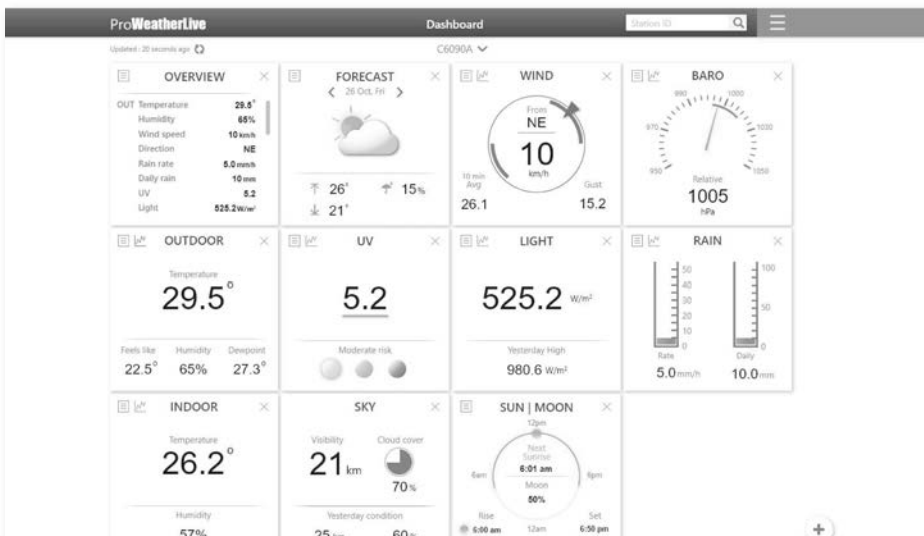 ProWeatherLive
Dashboard
Station ID
Updated : 20 seconds ago
C6090A
OVERVIEW
OUT Temperature 29.5°
Humidity 65%
Wind speed 10 km/h
Direction NE
Rain rate 5.0 mm/h
Daily rain 10 mm
UV 5.2
Light 525.2 W/m²
FORECAST
26 Oct, Fri
26° 15%
21°
WIND
From
NE
10
km/h
10 min
Avg
26.1
Gust
15.2
BARO
990 1000
970 1030
950 1050
Relative
1005
hPa
OUTDOOR
Temperature
29.5°
Feels like Humidity Dewpoint
22.5° 65% 27.3°
UV
5.2
Moderate risk
LIGHT
525.2 W/m²
Yesterday High
980.6 W/m²
RAIN
50 100
40
30 50
20
10
0 0
Rate Daily
5.0 mm/h 10.0 mm
INDOOR
Temperature
26.2°
Humidity
57%
SKY
Visibility Cloud cover
21 km
70%
Yesterday condition
25 km 60%
SUN | MOON
12pm
Next
Sunrise
6:01 am
6am 6pm
Moon
50%
Rise Set
6:00 am 12am 6:50 pm
+